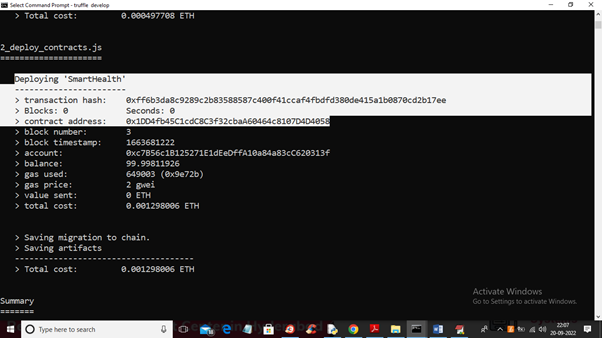 Select Command Prompt - truffle develop
> Total cost: 0.000497708 ETH
2_deploy_contracts.js
=====================
Deploying 'SmartHealth'
----------------------
> transaction hash: 0xff6b3da8c9289c2b83588587c400f41ccaf4fbdfd380de415a1b0870cd2b17ee
> Blocks: 0 Seconds: 0
> contract address: 0x1DD4fb45C1cdC8C3f32cbaA60464c8107D4D4058
> block number: 3
> block timestamp: 1663681222
> account: 0xc7B56c1B125271E1dEeDffA10a84a83cC620313f
> balance: 99.99811926
> gas used: 649003 (0x9e72b)
> gas price: 2 gwei
> value sent: 0 ETH
> total cost: 0.001298006 ETH
> Saving migration to chain.
> Saving artifacts
-------------------------------------
> Total cost: 0.001298006 ETH
Activate Windows
Go to Settings to activate Windows.
Summary
=======
Type here to search
22:07
20-09-2022